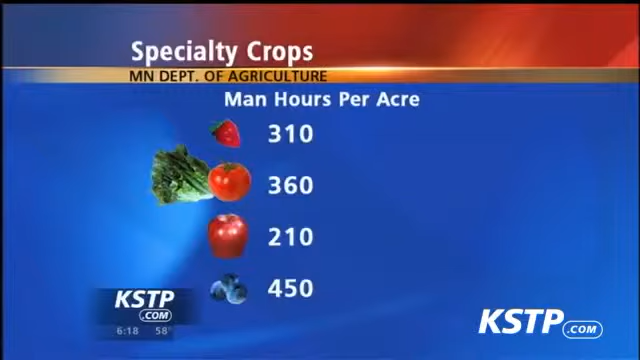 Specialty Crops
MN DEPT. OF AGRICULTURE
Man Hours Per Acre
310
360
210
450
KSTP
.COM
6:18 58°
KSTP
.COM